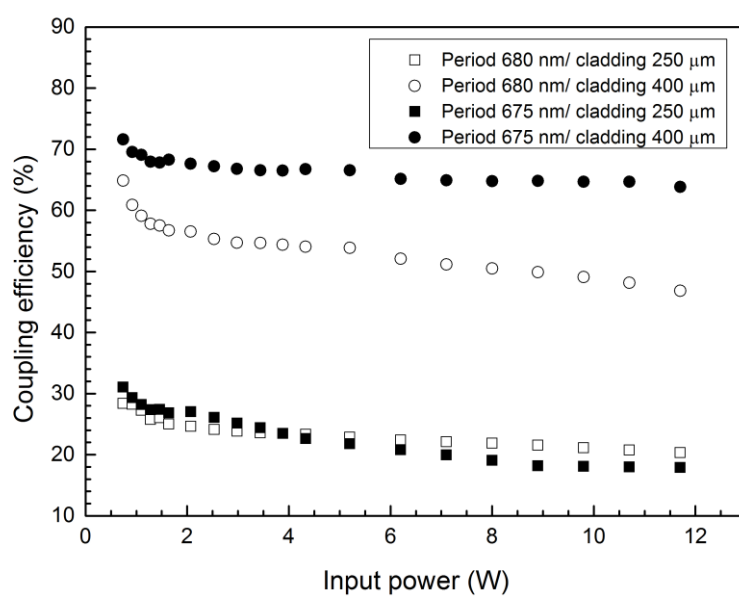 90
80
70
60
50
40
30
20
10
0 2 4 6 8 10 12
Coupling efficiency (%)
Input power (W)
Period 680 nm/ cladding 250 μm
Period 680 nm/ cladding 400 μm
Period 675 nm/ cladding 250 μm
Period 675 nm/ cladding 400 μm